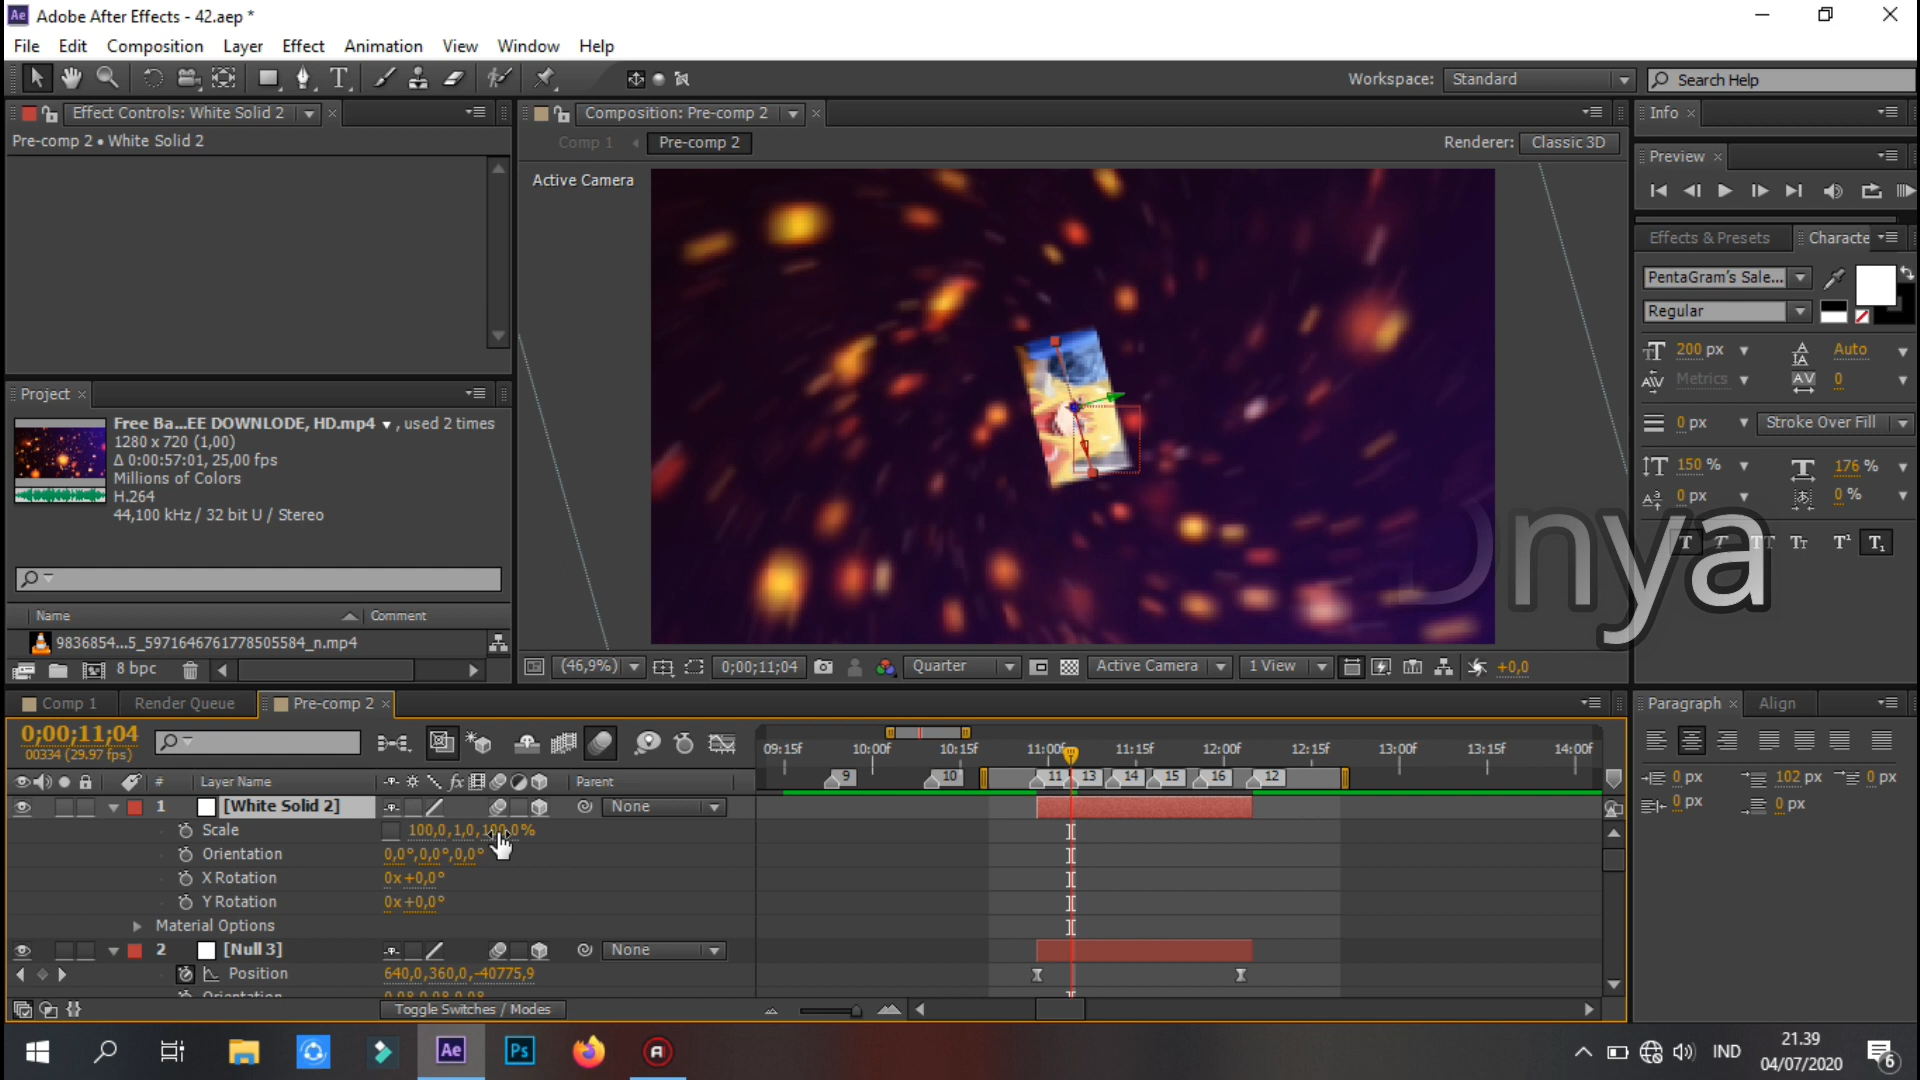 Ae Adobe After Effects - 42.aep *
File Edit Composition Layer Effect Animation View Window Help
Workspace: Standard Search Help
Effect Controls: White Solid 2
Pre-comp 2 • White Solid 2
Composition: Pre-comp 2
Comp 1 Pre-comp 2
Renderer: Classic 3D
Active Camera
Info
Preview
Effects & Presets Characte
PentaGram's Sale...
Regular
200 px Auto
Metrics 0
0 px Stroke Over Fill
150 % 176 %
0 px 0 %
Project
Free Ba...EE DOWNLODE, HD.mp4 , used 2 times
1280 x 720 (1,00)
Δ 0:00:57:01, 25,00 fps
Millions of Colors
H.264
44,100 kHz / 32 bit U / Stereo
Name Comment
9836854...5_5971646761778505584_n.mp4
8 bpc
Dnya
(46,9%) 0;00;11;04 Quarter Active Camera 1 View +0,0
Comp 1 Render Queue Pre-comp 2
0;00;11;04
00334 (29.97 fps)
09:15f 10:00f 10:15f 11:00f 11:15f 12:00f 12:15f 13:00f 13:15f 14:00f
9 10 11 13 14 15 16 12
# Layer Name Parent
1 [White Solid 2] None
Scale 100,0,1,0,100,0%
Orientation 0,0°,0,0°,0,0°
X Rotation 0x+0,0°
Y Rotation 0x+0,0°
Material Options
2 [Null 3] None
Position 640,0,360,0,-40775,9
Toggle Switches / Modes
Paragraph Align
0 px 102 px 0 px
0 px 0 px
Ae Ps
IND
21.39
04/07/2020
6